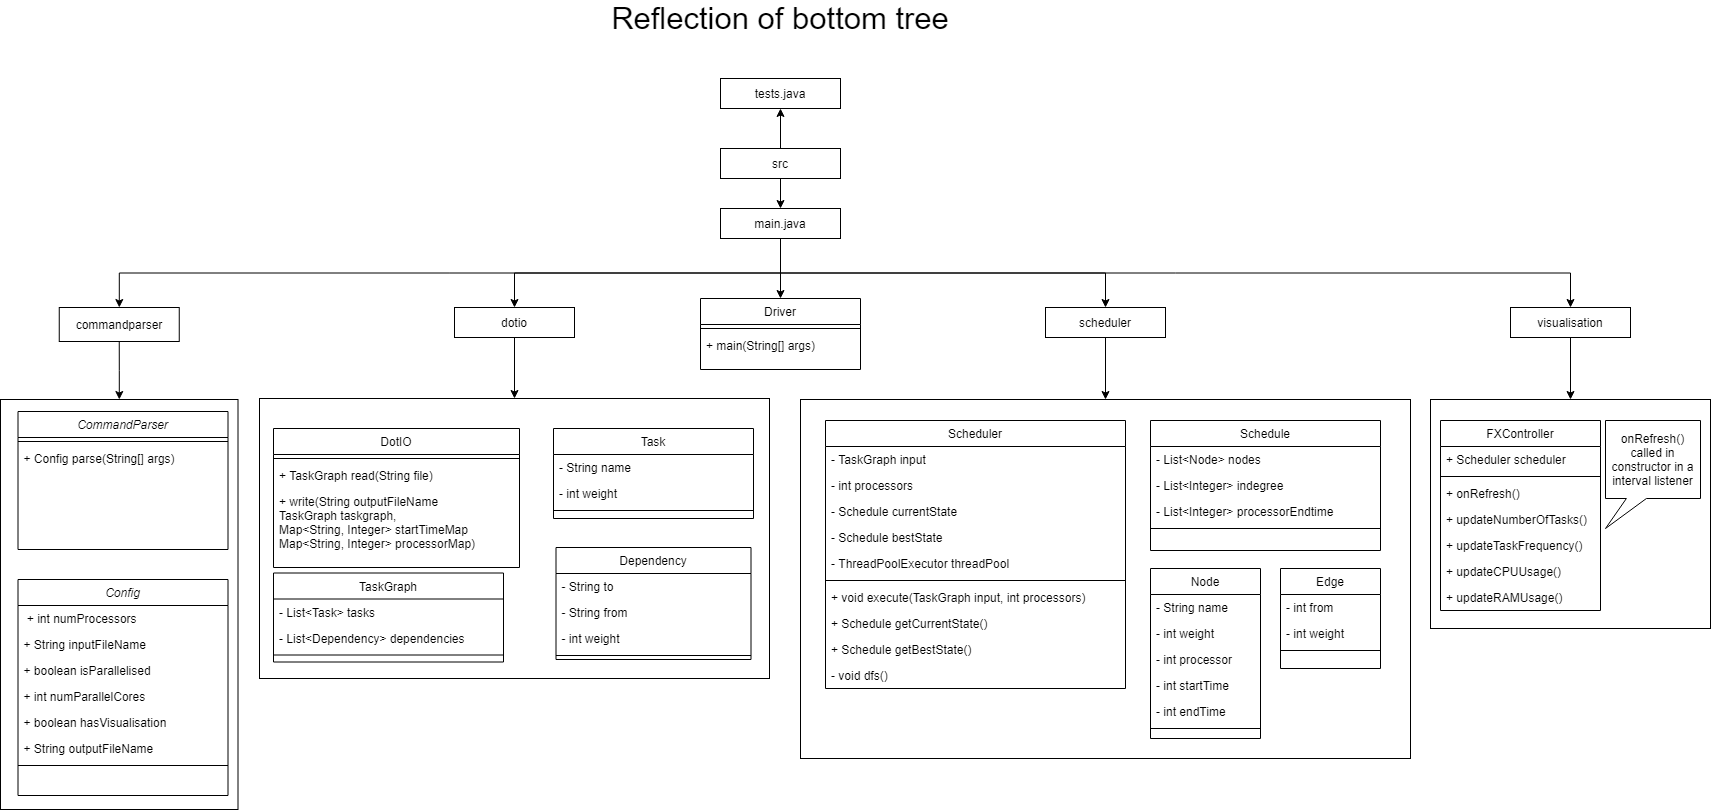 Reflection of bottom tree
tests.java
src
main.java
commandparser
dotio
Driver
+ main(String[] args)
scheduler
visualisation
CommandParser
+ Config parse(String[] args)
Config
+ int numProcessors
+ String inputFileName
+ boolean isParallelised
+ int numParallelCores
+ boolean hasVisualisation
+ String outputFileName
DotIO
+ TaskGraph read(String file)
+ write(String outputFileName
TaskGraph taskgraph,
Map<String, Integer> startTimeMap
Map<String, Integer> processorMap)
TaskGraph
- List<Task> tasks
- List<Dependency> dependencies
Task
- String name
- int weight
Dependency
- String to
- String from
- int weight
Scheduler
- TaskGraph input
- int processors
- Schedule currentState
- Schedule bestState
- ThreadPoolExecutor threadPool
+ void execute(TaskGraph input, int processors)
+ Schedule getCurrentState()
+ Schedule getBestState()
- void dfs()
Schedule
- List<Node> nodes
- List<Integer> indegree
- List<Integer> processorEndtime
Node
- String name
- int weight
- int processor
- int startTime
- int endTime
Edge
- int from
- int weight
FXController
+ Scheduler scheduler
+ onRefresh()
+ updateNumberOfTasks()
+ updateTaskFrequency()
+ updateCPUUsage()
+ updateRAMUsage()
onRefresh()
called in
constructor in a
interval listener